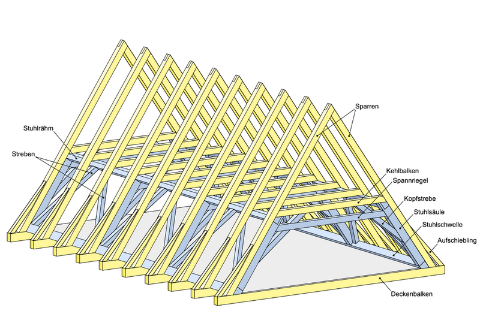 Sparren
Stuhlrähm
Streben
Kehlbalken
Spannriegel
Kopfstrebe
Stuhlsäule
Stuhlschwelle
Aufschiebling
Deckenbalken